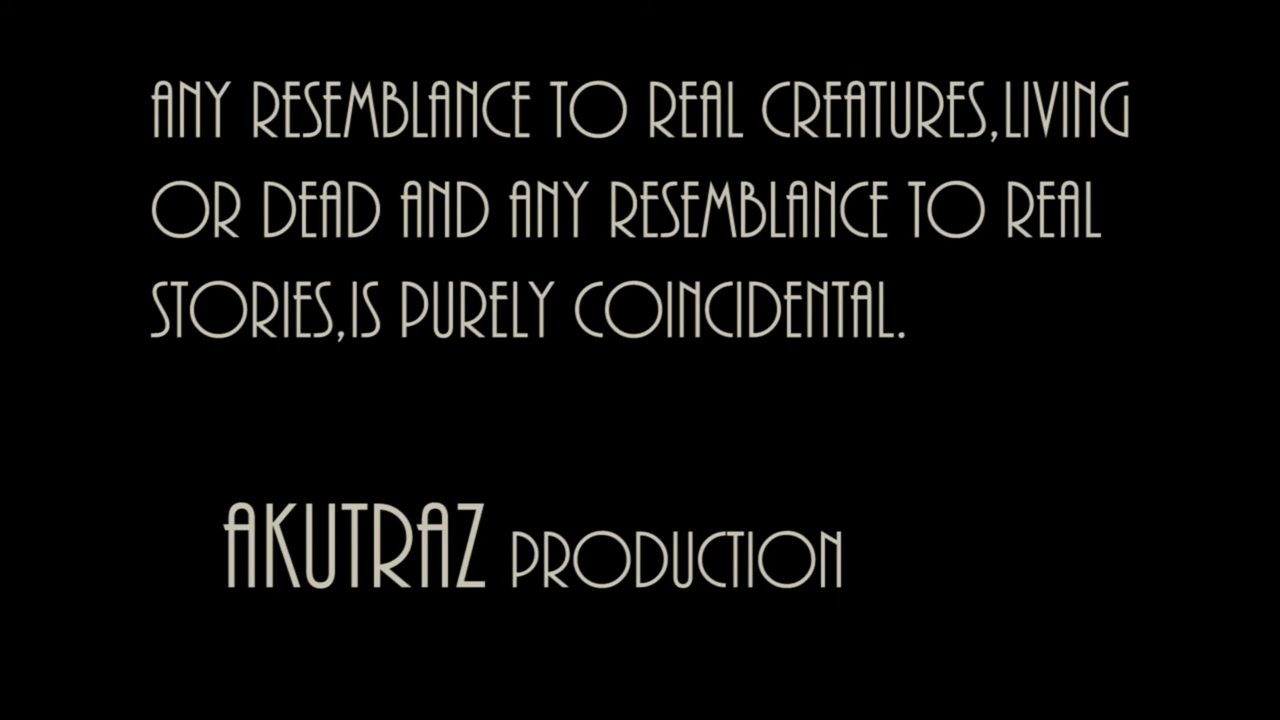 ANY RESEMBLANCE TO REAL CREATURES,LIVING
OR DEAD AND ANY RESEMBLANCE TO REAL
STORIES,IS PURELY COINCIDENTAL.
AKUTRAZ PRODUCTION